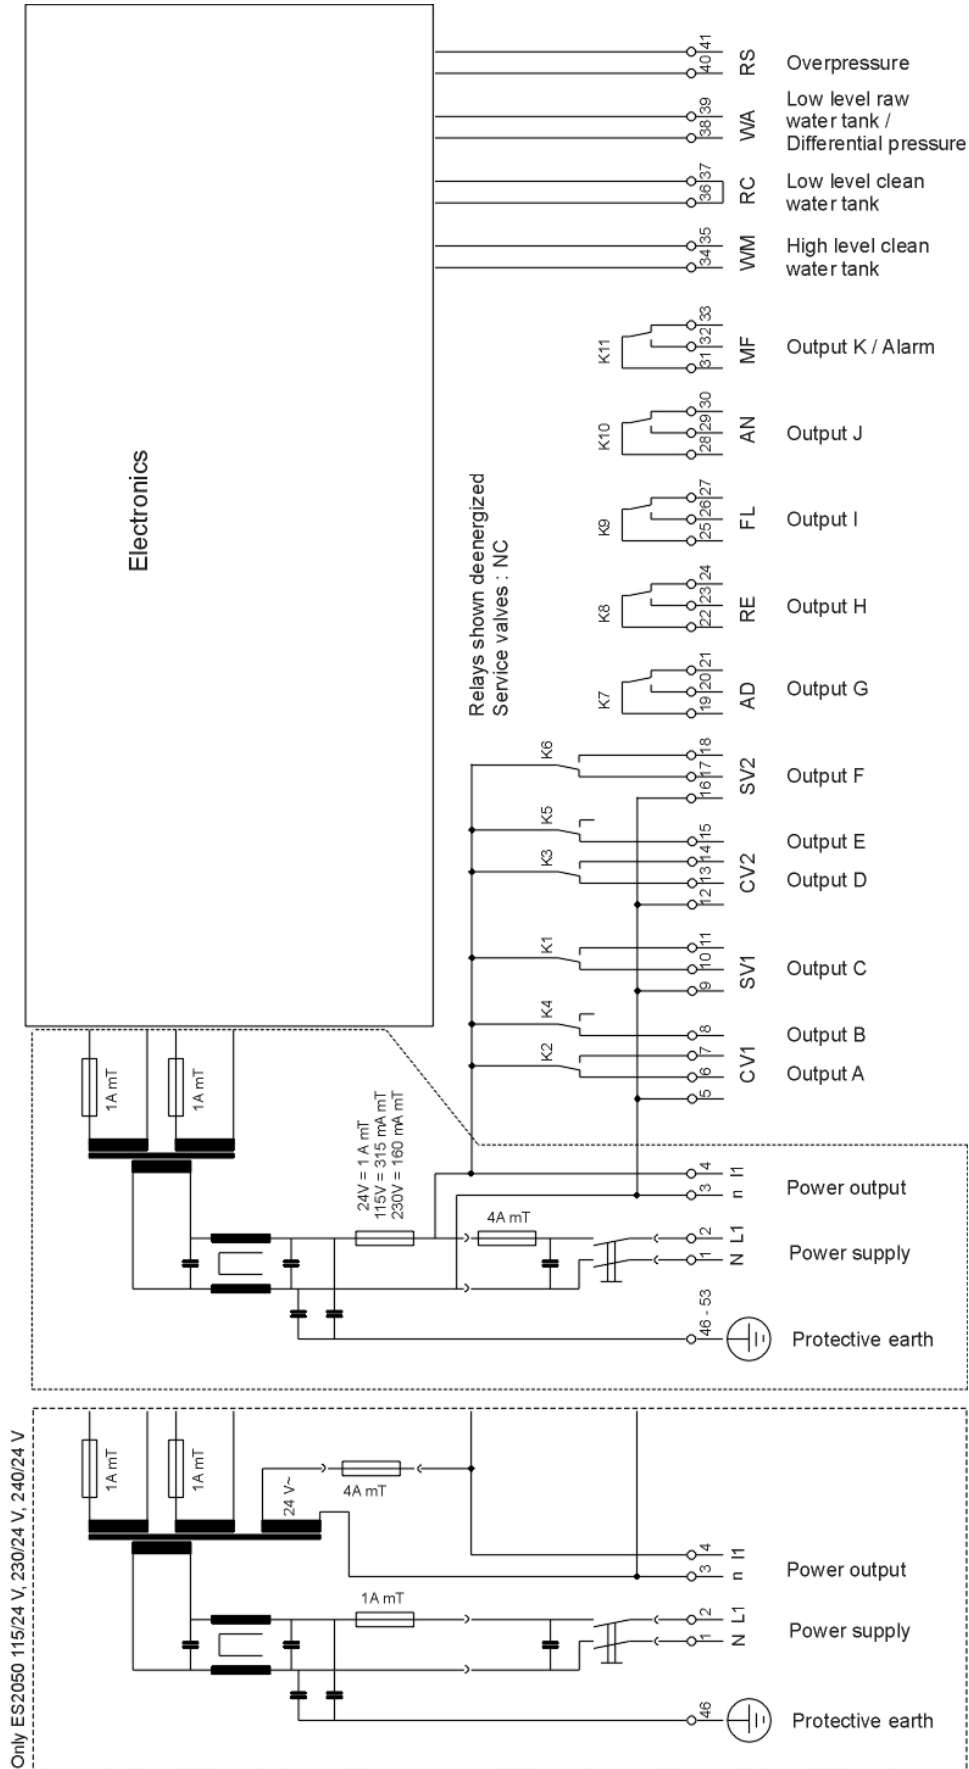 Electronics
41
40
RS
Overpressure
39
38
WA
Low level raw
water tank /
Differential pressure
37
36
RC
Low level clean
water tank
35
34
WM
High level clean
water tank
K11
33
32
31
MF
Output K / Alarm
K10
30
29
28
AN
Output J
K9
27
26
25
FL
Output I
K8
24
23
22
RE
Output H
K7
21
20
19
AD
Output G
Relays shown deenergized
Service valves : NC
K6
18
17
16
SV2
Output F
K5
15
Output E
K3
14
13
12
CV2
Output D
K1
11
10
9
SV1
Output C
K4
8
Output B
K2
7
6
5
CV1
Output A
1A mT
1A mT
24V = 1 A mT
115V = 315 mA mT
230V = 160 mA mT
4A mT
4 l1
3 n
Power output
2 L1
1 N
Power supply
46 - 53
Protective earth
Only ES2050 115/24 V, 230/24 V, 240/24 V
1A mT
1A mT
24 V~
4A mT
4 l1
3 n
Power output
1A mT
2 L1
1 N
Power supply
46
Protective earth